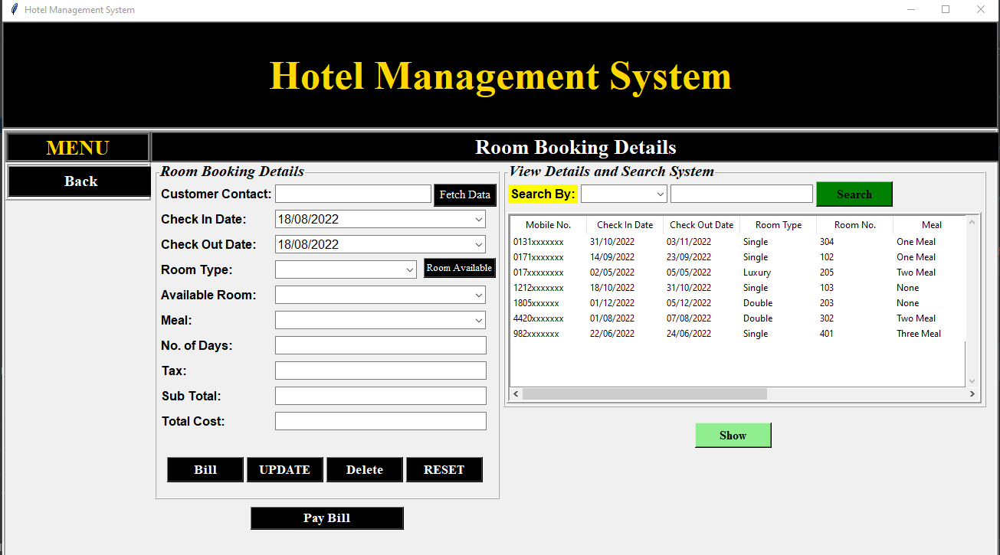 Hotel Management System
Hotel Management System
MENU
Room Booking Details
Back
Room Booking Details
Customer Contact: Fetch Data
Check In Date: 18/08/2022
Check Out Date: 18/08/2022
Room Type: Room Available
Available Room:
Meal:
No. of Days:
Tax:
Sub Total:
Total Cost:
Bill UPDATE Delete RESET
Pay Bill
View Details and Search System
Search By: Search
Mobile No. Check In Date Check Out Date Room Type Room No. Meal
0131xxxxxxx 31/10/2022 03/11/2022 Single 304 One Meal
0171xxxxxxx 14/09/2022 23/09/2022 Single 102 One Meal
017xxxxxxxx 02/05/2022 05/05/2022 Luxury 205 Two Meal
1212xxxxxxx 18/10/2022 31/10/2022 Single 103 None
1805xxxxxx 01/12/2022 05/12/2022 Double 203 None
4420xxxxxxx 01/08/2022 07/08/2022 Double 302 Two Meal
982xxxxxxx 22/06/2022 24/06/2022 Single 401 Three Meal
Show